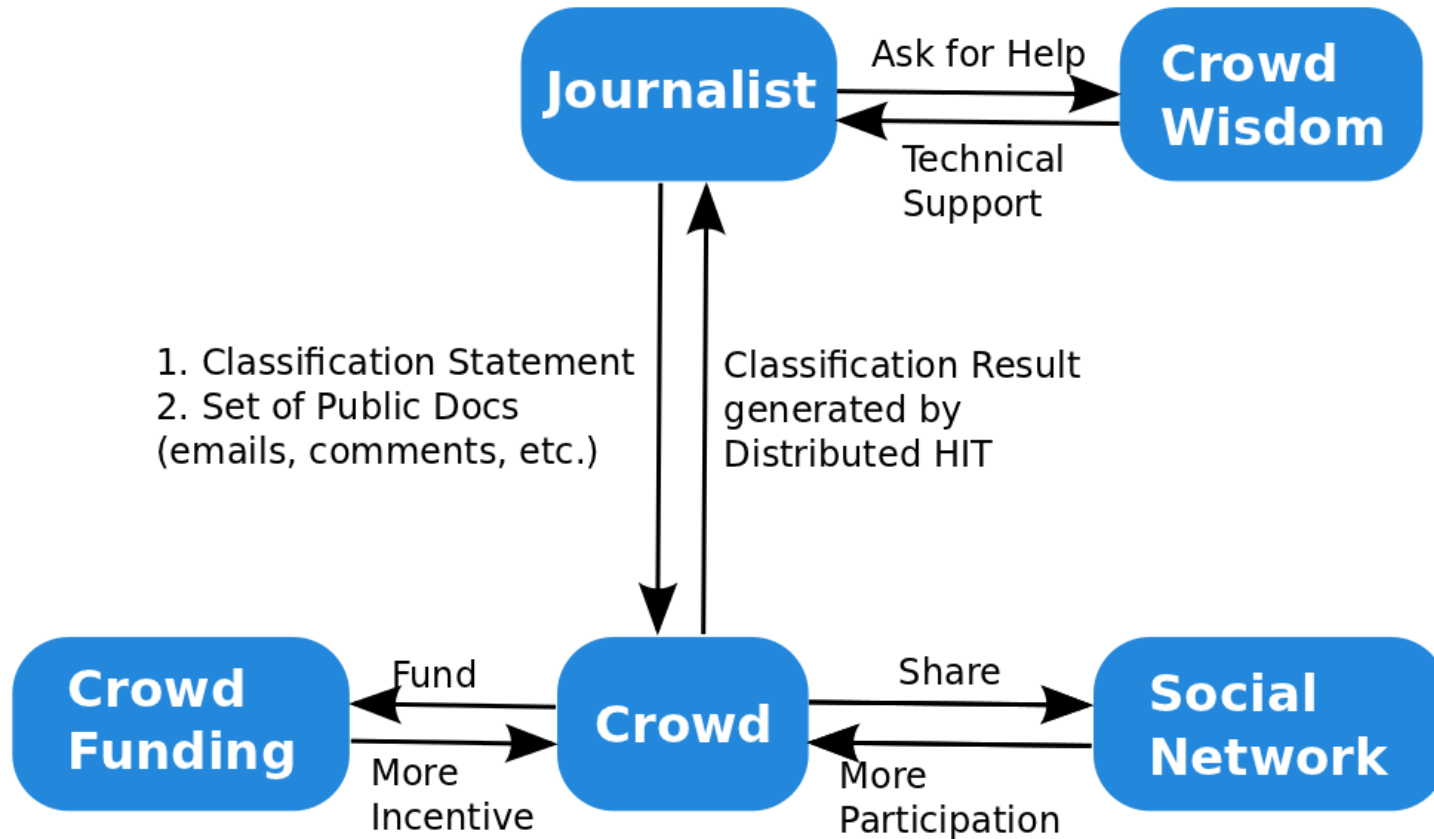 Journalist
Ask for Help
Crowd
Wisdom
Technical
Support
1. Classification Statement
2. Set of Public Docs
(emails, comments, etc.)
Classification Result
generated by
Distributed HIT
Crowd
Funding
Fund
More
Incentive
Crowd
Share
More
Participation
Social
Network